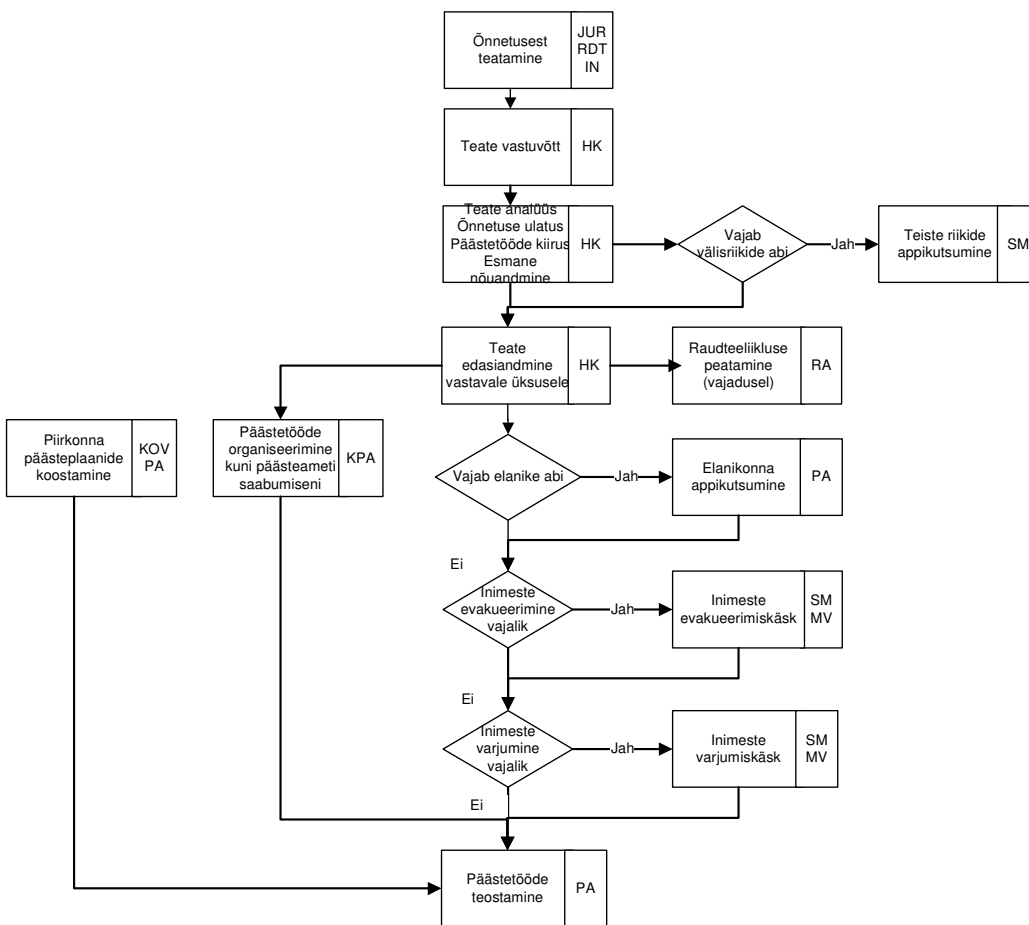 Õnnetusest
teatamine
JUR
RDT
IN
Teate vastuvõtt
HK
Teate analüüs
Õnnetuse ulatus
Päästetööde kiirus
Esmane
nõuandmine
HK
Vajab
välisriikide abi
Jah
Teiste riikide
appikutsumine
SM
Teate
edasiandmine
vastavale üksusele
HK
Raudteeliikluse
peatamine
(vajadusel)
RA
Piirkonna
päästeplaanide
koostamine
KOV
PA
Päästetööde
organiseerimine
kuni päästeameti
saabumiseni
KPA
Vajab elanike abi
Jah
Elanikonna
appikutsumine
PA
Ei
Inimeste
evakueerimine
vajalik
Jah
Inimeste
evakueerimiskäsk
SM
MV
Ei
Inimeste
varjumine
vajalik
Jah
Inimeste
varjumiskäsk
SM
MV
Ei
Päästetööde
teostamine
PA